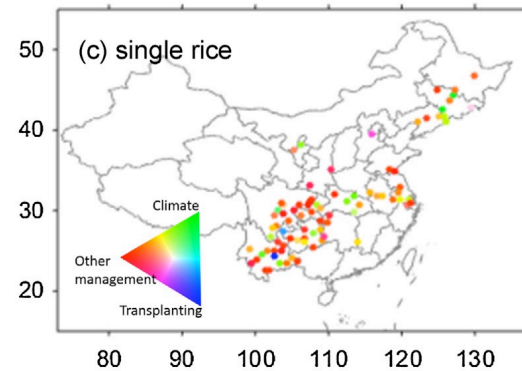 50
(c) single rice
40
30
Climate
Other
management
20
Transplanting
80 90 100 110 120 130